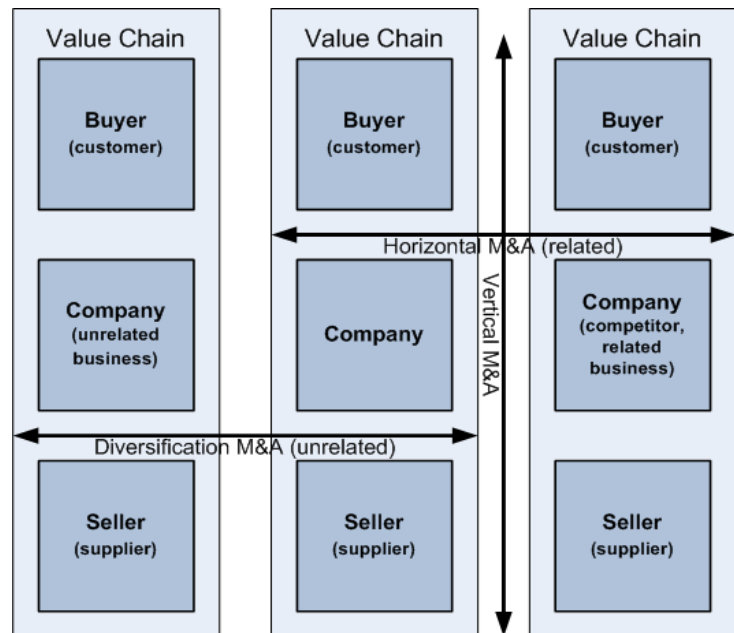 Value Chain
Value Chain
Value Chain
Buyer
(customer)
Buyer
(customer)
Buyer
(customer)
Horizontal M&A (related)
Company
(unrelated
business)
Company
Vertical M&A
Company
(competitor,
related
business)
Diversification M&A (unrelated)
Seller
(supplier)
Seller
(supplier)
Seller
(supplier)